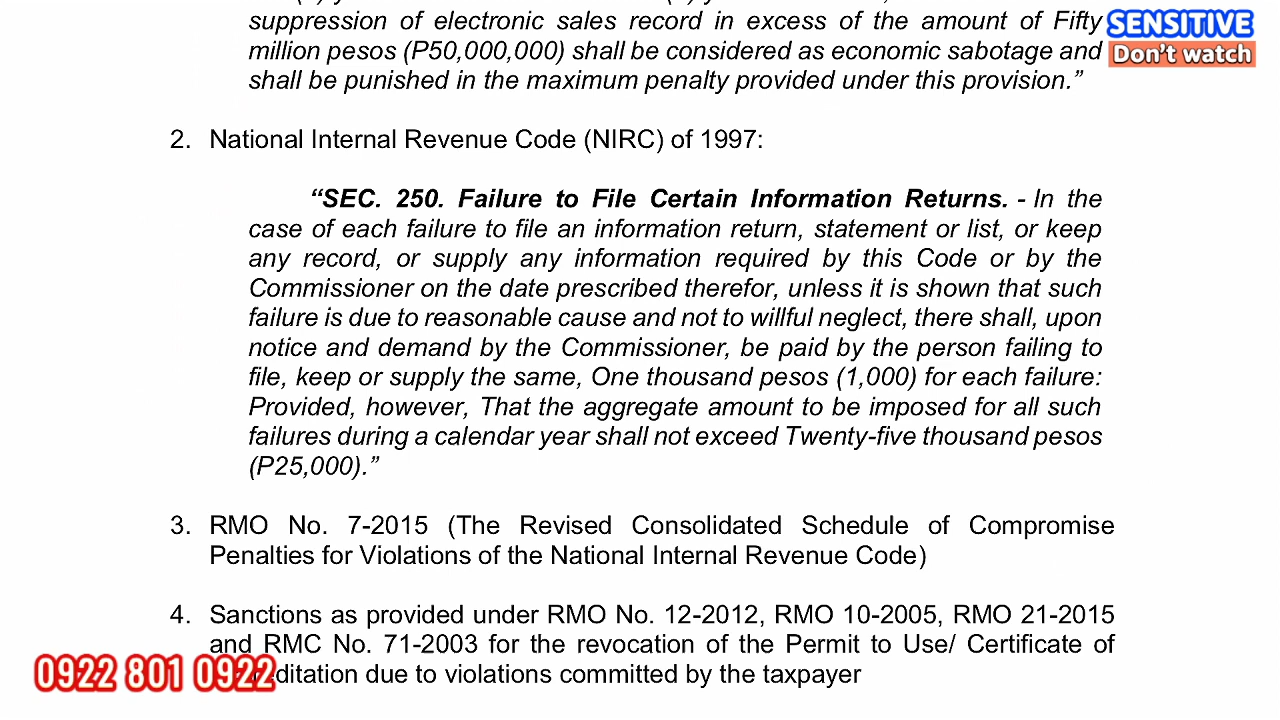 suppression of electronic sales record in excess of the amount of Fifty
million pesos (P50,000,000) shall be considered as economic sabotage and
shall be punished in the maximum penalty provided under this provision.”
SENSITIVE
Don't watch
2. National Internal Revenue Code (NIRC) of 1997:
“SEC. 250. Failure to File Certain Information Returns. - In the
case of each failure to file an information return, statement or list, or keep
any record, or supply any information required by this Code or by the
Commissioner on the date prescribed therefor, unless it is shown that such
failure is due to reasonable cause and not to willful neglect, there shall, upon
notice and demand by the Commissioner, be paid by the person failing to
file, keep or supply the same, One thousand pesos (1,000) for each failure:
Provided, however, That the aggregate amount to be imposed for all such
failures during a calendar year shall not exceed Twenty-five thousand pesos
(P25,000).”
3. RMO No. 7-2015 (The Revised Consolidated Schedule of Compromise
Penalties for Violations of the National Internal Revenue Code)
4. Sanctions as provided under RMO No. 12-2012, RMO 10-2005, RMO 21-2015
and RMC No. 71-2003 for the revocation of the Permit to Use/ Certificate of
due to violations committed by the taxpayer
0922 801 0922